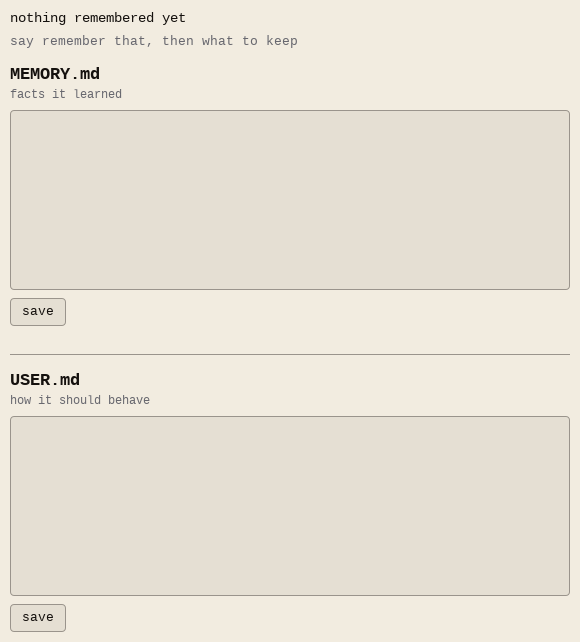 nothing remembered yet
say remember that, then what to keep
MEMORY.md
facts it learned
save
USER.md
how it should behave
save